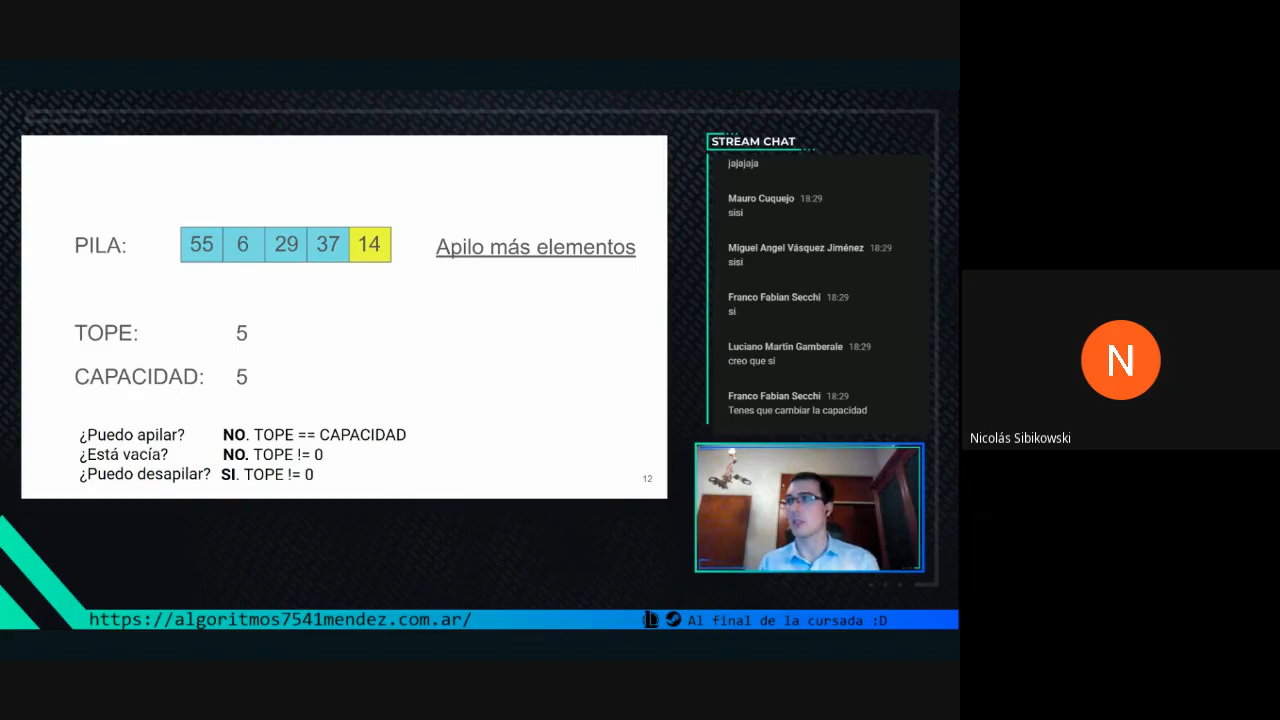 PILA: 55 6 29 37 14 Apilo más elementos
TOPE: 5
CAPACIDAD: 5
¿Puedo apilar? NO. TOPE == CAPACIDAD
¿Está vacía? NO. TOPE != 0
¿Puedo desapilar? SI. TOPE != 0
12
STREAM CHAT
jajajaja
Mauro Cuquejo 18:29
sisi
Miguel Angel Vásquez Jiménez 18:29
sisi
Franco Fabian Secchi 18:29
si
Luciano Martin Gamberale 18:29
creo que si
Franco Fabian Secchi 18:29
Tenes que cambiar la capacidad
N
Nicolás Sibikowski
https://algoritmos7541mendez.com.ar/
Al final de la cursada :D